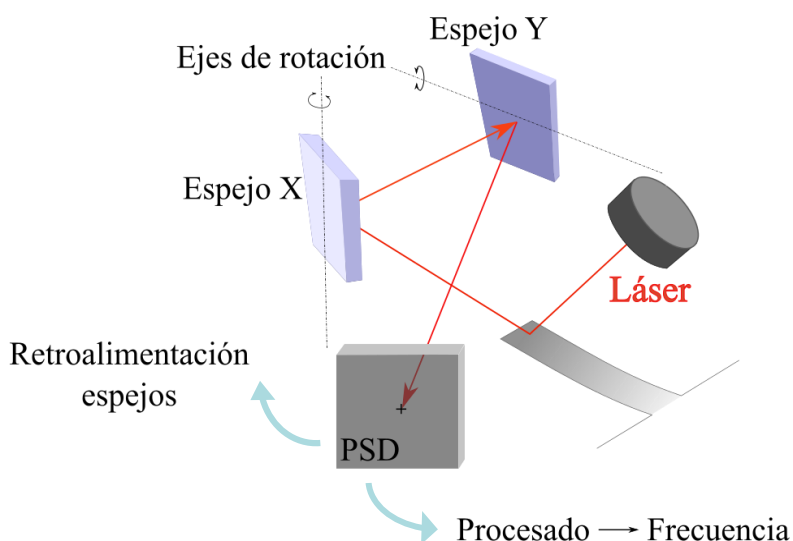 Espejo Y
Ejes de rotación
Espejo X
Láser
Retroalimentación
espejos
PSD
Procesado → Frecuencia